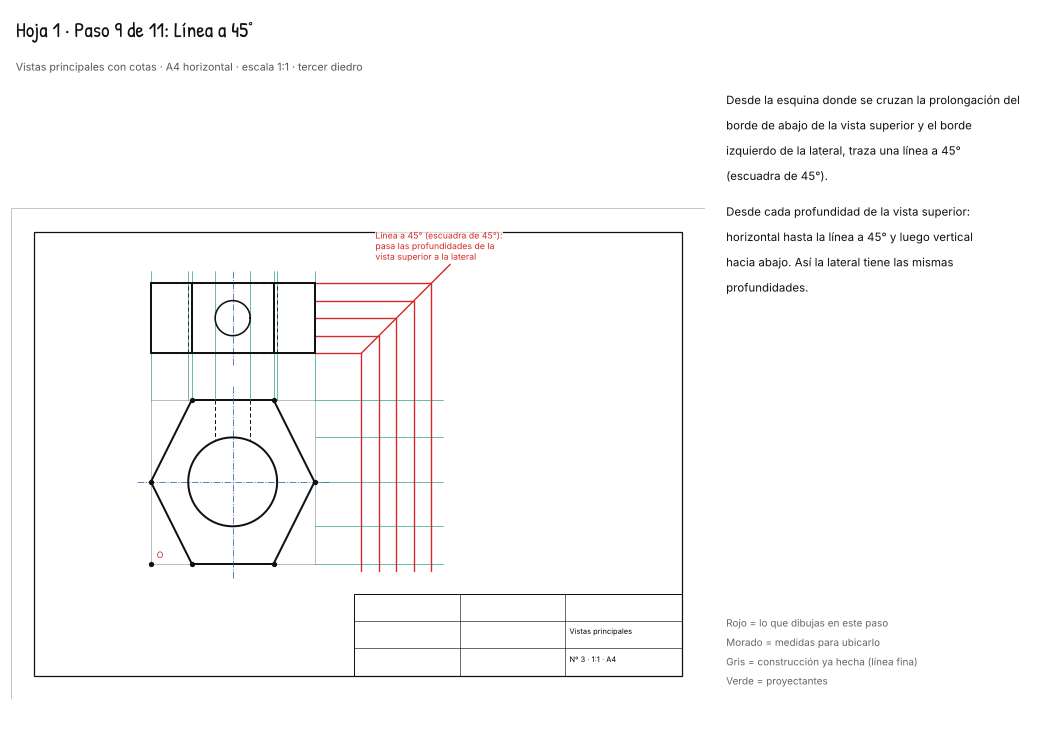 Hoja 1 · Paso 9 de 11: Línea a 45°
Vistas principales con cotas · A4 horizontal · escala 1:1 · tercer diedro
Desde la esquina donde se cruzan la prolongación del
borde de abajo de la vista superior y el borde
izquierdo de la lateral, traza una línea a 45°
(escuadra de 45°).
Desde cada profundidad de la vista superior:
horizontal hasta la línea a 45° y luego vertical
hacia abajo. Así la lateral tiene las mismas
profundidades.
Línea a 45° (escuadra de 45°):
pasa las profundidades de la
vista superior a la lateral
O
Vistas principales
Nº 3 · 1:1 · A4
Rojo = lo que dibujas en este paso
Morado = medidas para ubicarlo
Gris = construcción ya hecha (línea fina)
Verde = proyectantes